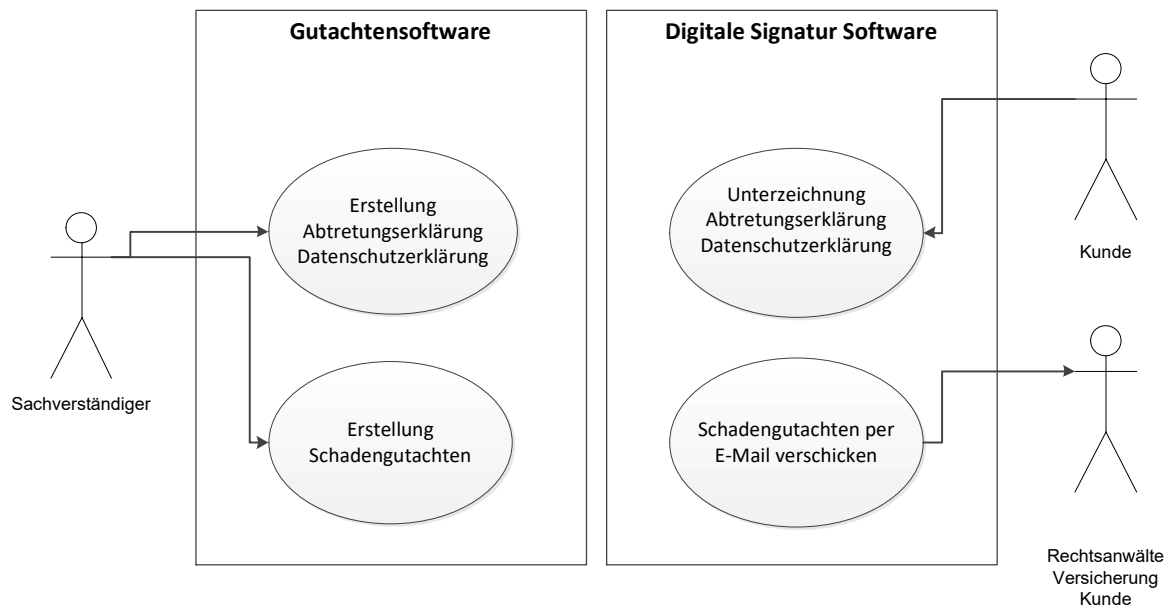 Gutachtensoftware
Digitale Signatur Software
Erstellung
Abtretungserklärung
Datenschutzerklärung
Unterzeichnung
Abtretungserklärung
Datenschutzerklärung
Kunde
Sachverständiger
Erstellung
Schadengutachten
Schadengutachten per
E-Mail verschicken
Rechtsanwälte
Versicherung
Kunde